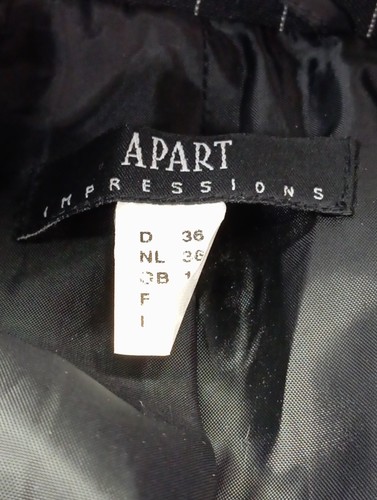 APART
IMPRESSIONS
D 36
NL 36
GB
F
I